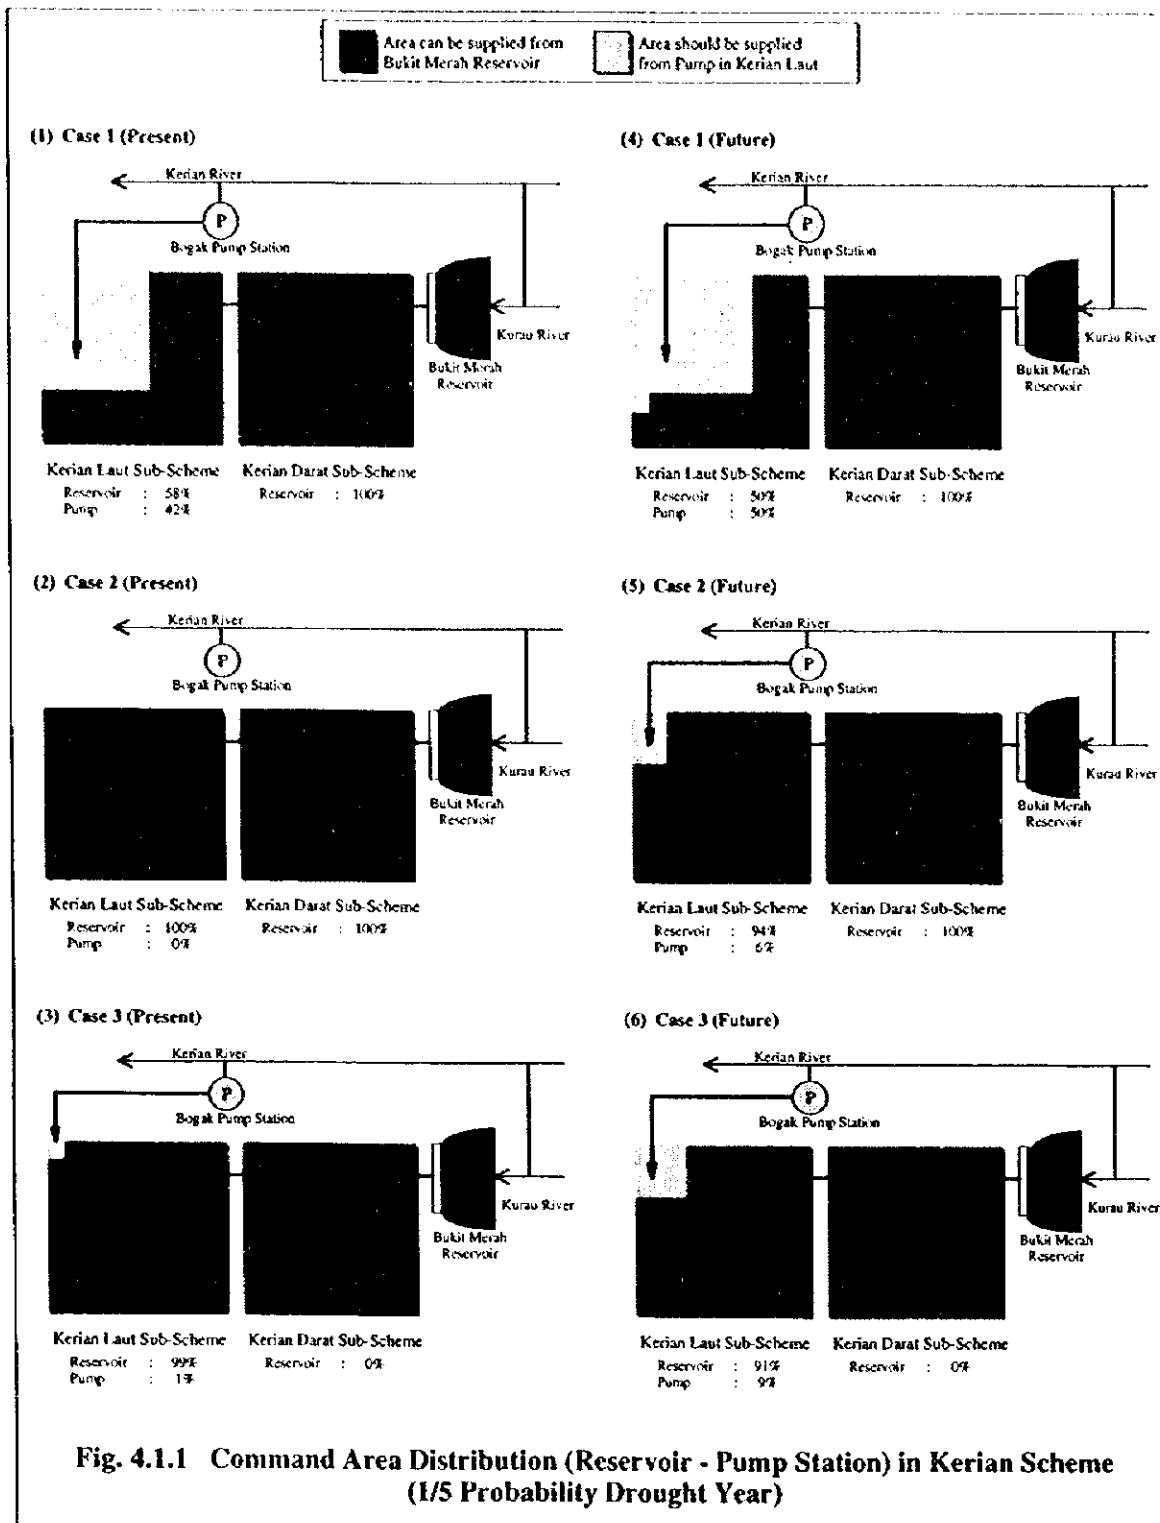 Area can be supplied from
Bukit Merah Reservoir
Area should be supplied
from Pump in Kerian Laut
(1) Case 1 (Present)
Kerian River
P
Bogak Pump Station
Kurau River
Bukit Merah
Reservoir
Kerian Laut Sub-Scheme
Reservoir : 58%
Pump : 42%
Kerian Darat Sub-Scheme
Reservoir : 100%
(4) Case 1 (Future)
Kerian River
P
Bogak Pump Station
Kurau River
Bukit Merah
Reservoir
Kerian Laut Sub-Scheme
Reservoir : 50%
Pump : 50%
Kerian Darat Sub-Scheme
Reservoir : 100%
(2) Case 2 (Present)
Kerian River
P
Bogak Pump Station
Kurau River
Bukit Merah
Reservoir
Kerian Laut Sub-Scheme
Reservoir : 100%
Pump : 0%
Kerian Darat Sub-Scheme
Reservoir : 100%
(5) Case 2 (Future)
Kerian River
P
Bogak Pump Station
Kurau River
Bukit Merah
Reservoir
Kerian Laut Sub-Scheme
Reservoir : 94%
Pump : 6%
Kerian Darat Sub-Scheme
Reservoir : 100%
(3) Case 3 (Present)
Kerian River
P
Bogak Pump Station
Kurau River
Bukit Merah
Reservoir
Kerian Laut Sub-Scheme
Reservoir : 99%
Pump : 1%
Kerian Darat Sub-Scheme
Reservoir : 0%
(6) Case 3 (Future)
Kerian River
P
Bogak Pump Station
Kurau River
Bukit Merah
Reservoir
Kerian Laut Sub-Scheme
Reservoir : 91%
Pump : 9%
Kerian Darat Sub-Scheme
Reservoir : 0%
Fig. 4.1.1 Command Area Distribution (Reservoir - Pump Station) in Kerian Scheme
(1/5 Probability Drought Year)